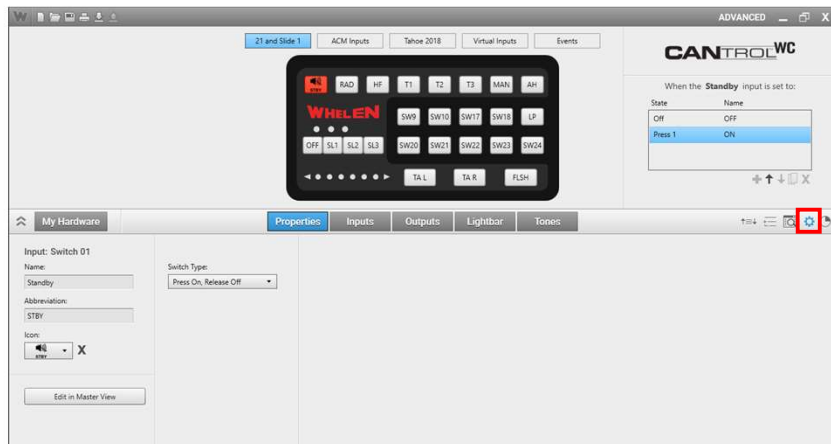 W
ADVANCED
X
21 and Slide 1 ACM Inputs Tahoe 2018 Virtual Inputs Events
CANTROL WC
When the Standby input is set to:
State Name
Off OFF
Press 1 ON
X
STBY RAD HF T1 T2 T3 MAN AH
WHELEN
SW9 SW10 SW17 SW18 LP
OFF SL1 SL2 SL3 SW20 SW21 SW22 SW23 SW24
TA L TA R FLSH
My Hardware Properties Inputs Outputs Lightbar Tones
Input: Switch 01
Name:
Standby
Abbreviation:
STBY
Icon:
STBY X
Edit in Master View
Switch Type:
Press On, Release Off